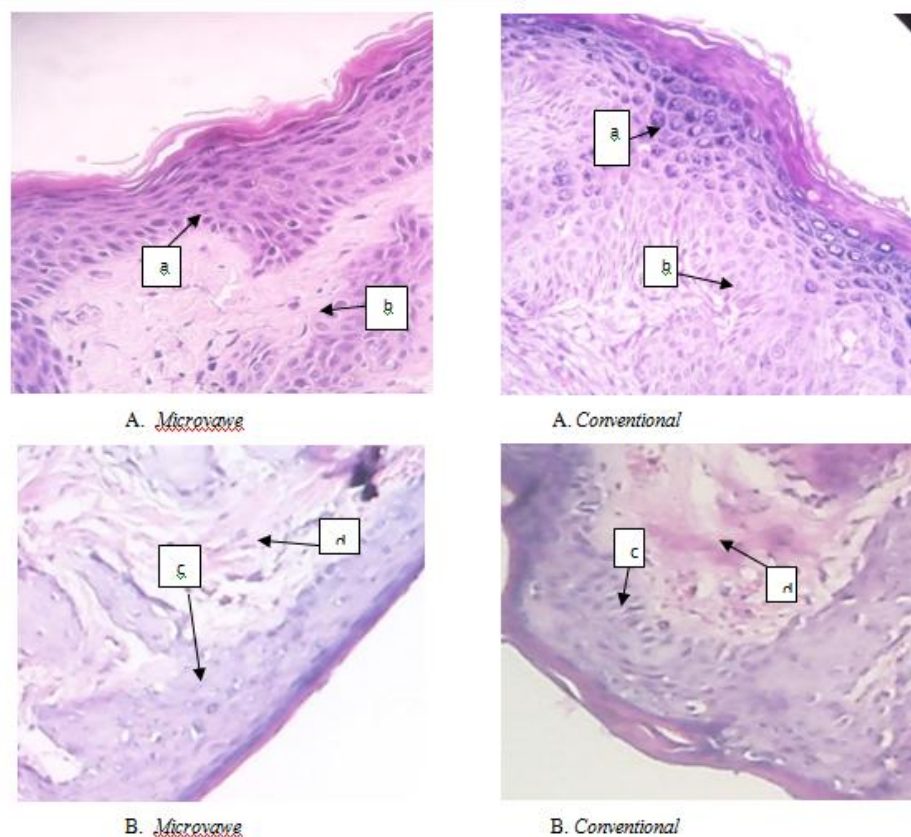 a
b
a
b
A. Microvawe
A. Conventional
c
d
c
d
B. Microvawe
B. Conventional